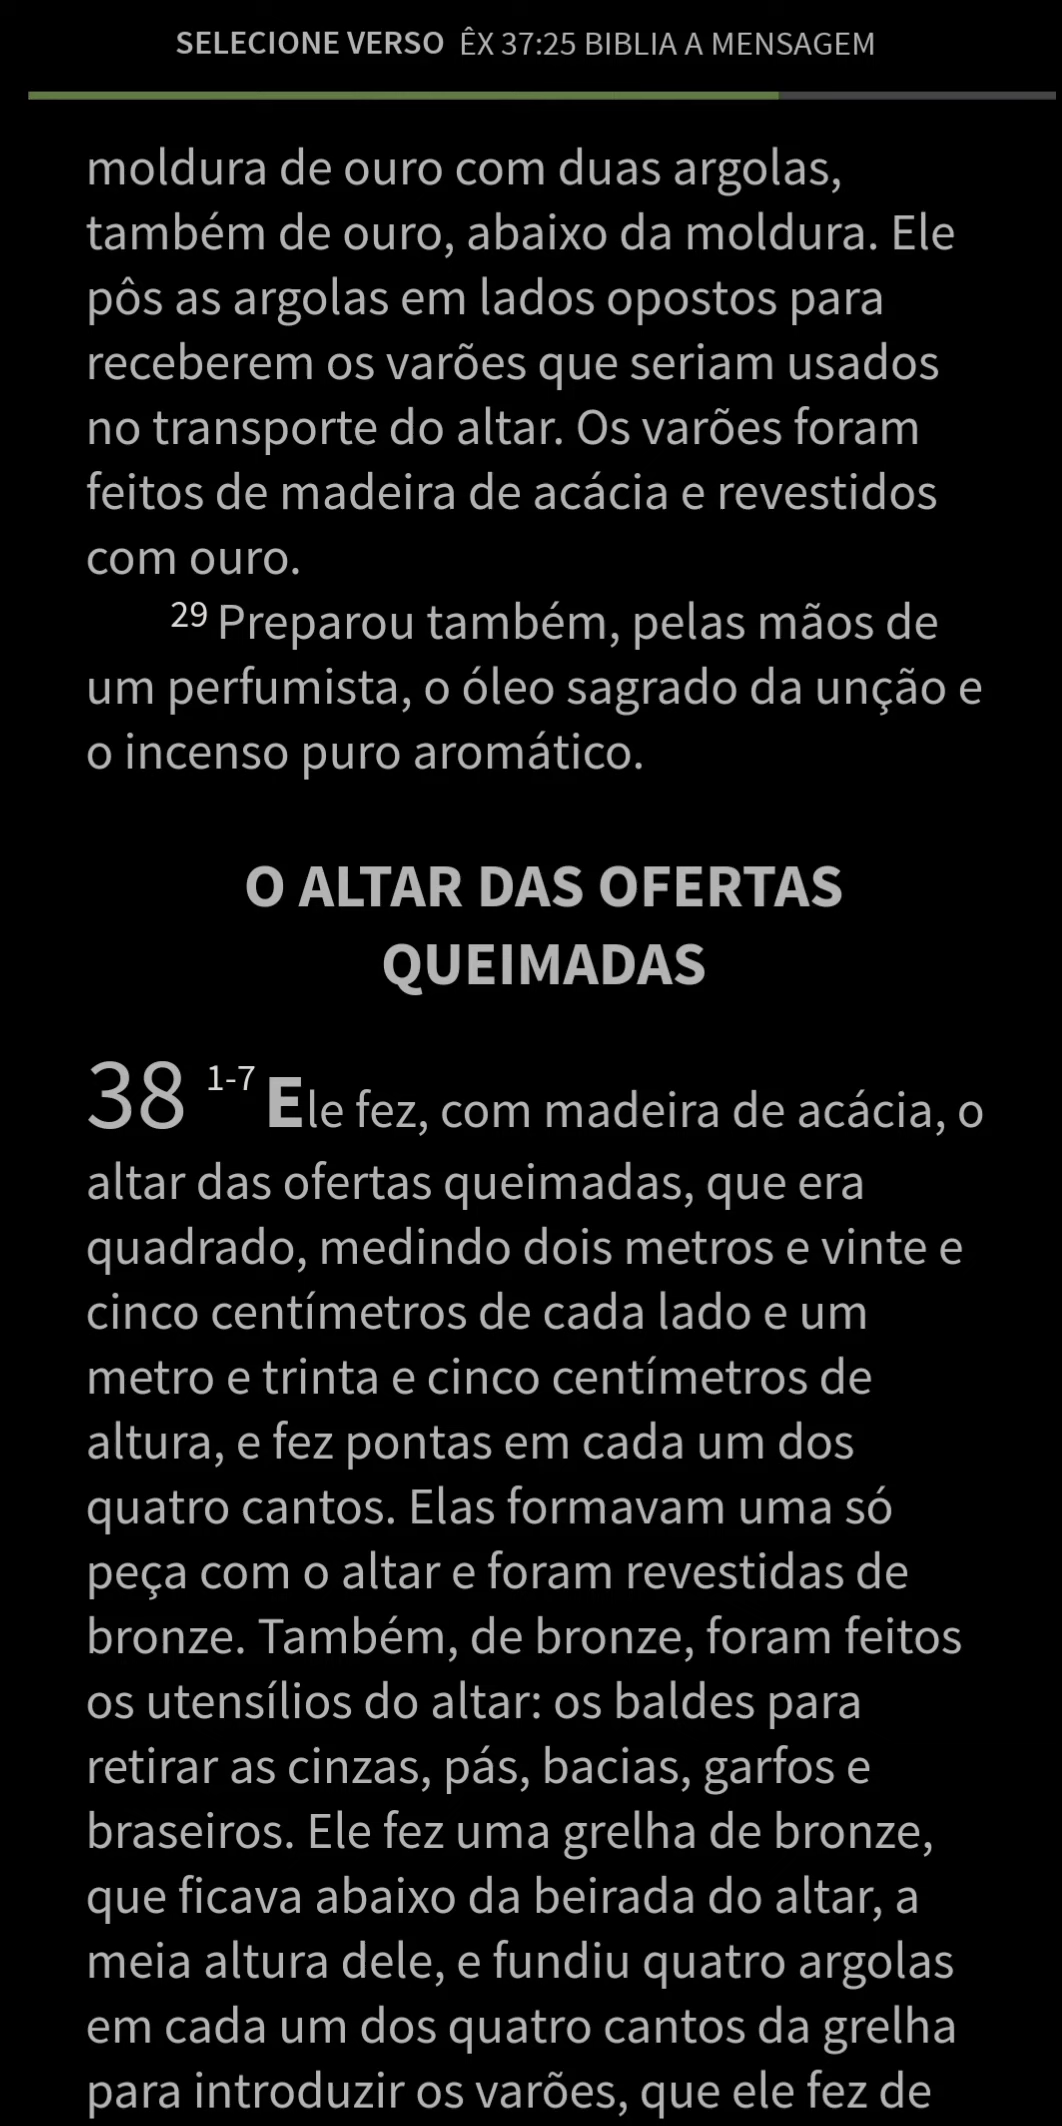 SELECIONE VERSO ÊX 37:25 BIBLIA A MENSAGEM
moldura de ouro com duas argolas,
também de ouro, abaixo da moldura. Ele
pôs as argolas em lados opostos para
receberem os varões que seriam usados
no transporte do altar. Os varões foram
feitos de madeira de acácia e revestidos
com ouro.
29 Preparou também, pelas mãos de
um perfumista, o óleo sagrado da unção e
o incenso puro aromático.
O ALTAR DAS OFERTAS
QUEIMADAS
38 1-7 Ele fez, com madeira de acácia, o
altar das ofertas queimadas, que era
quadrado, medindo dois metros e vinte e
cinco centímetros de cada lado e um
metro e trinta e cinco centímetros de
altura, e fez pontas em cada um dos
quatro cantos. Elas formavam uma só
peça com o altar e foram revestidas de
bronze. Também, de bronze, foram feitos
os utensílios do altar: os baldes para
retirar as cinzas, pás, bacias, garfos e
braseiros. Ele fez uma grelha de bronze,
que ficava abaixo da beirada do altar, a
meia altura dele, e fundiu quatro argolas
em cada um dos quatro cantos da grelha
para introduzir os varões, que ele fez de